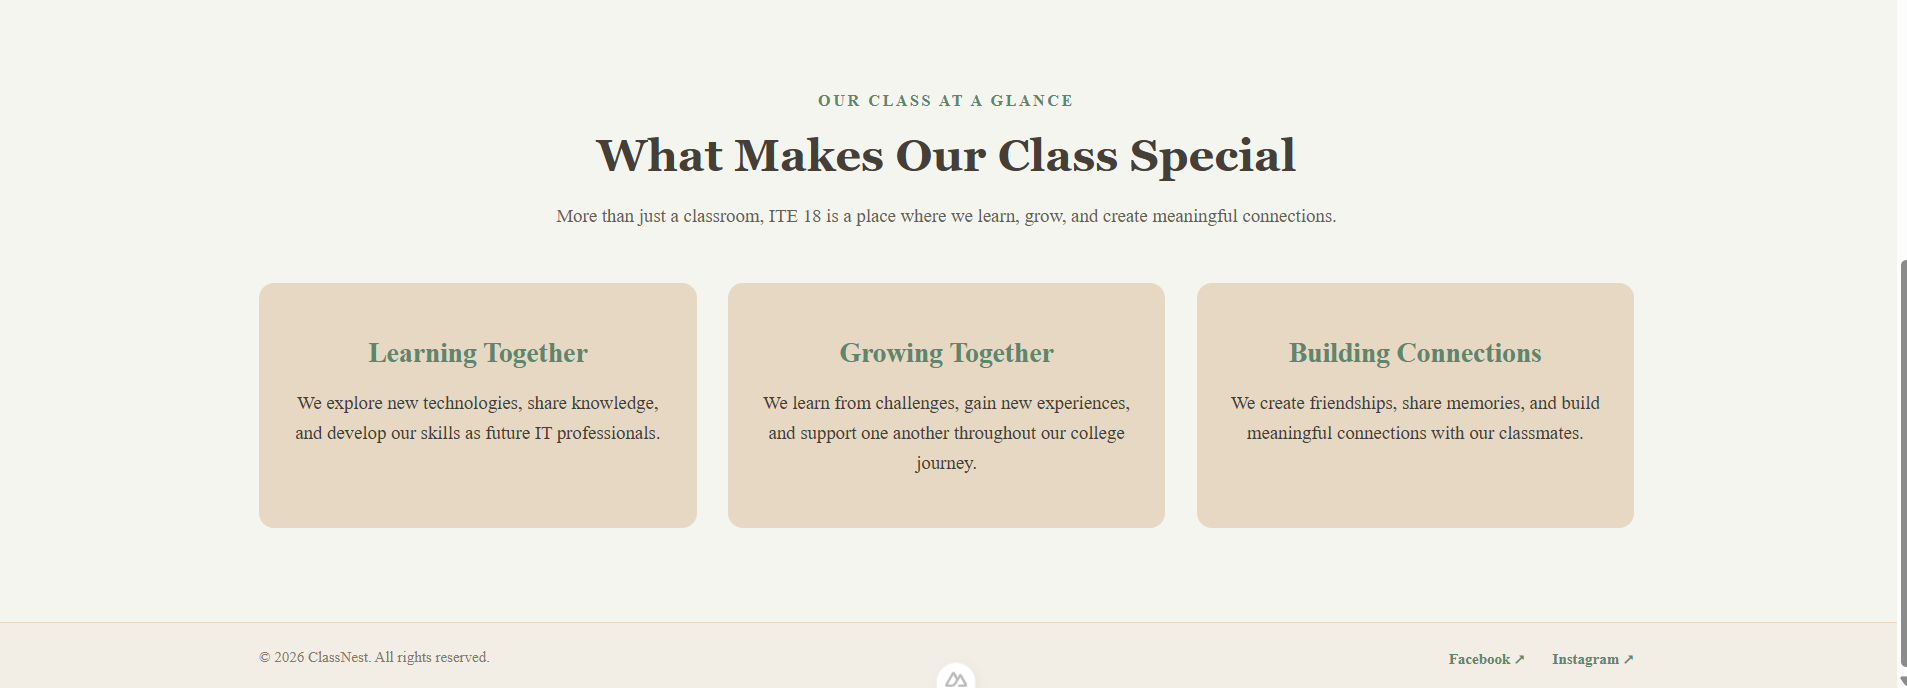 OUR CLASS AT A GLANCE
What Makes Our Class Special
More than just a classroom, ITE 18 is a place where we learn, grow, and create meaningful connections.
Learning Together
We explore new technologies, share knowledge,
and develop our skills as future IT professionals.
Growing Together
We learn from challenges, gain new experiences,
and support one another throughout our college
journey.
Building Connections
We create friendships, share memories, and build
meaningful connections with our classmates.
© 2026 ClassNest. All rights reserved.
Facebook ↗ Instagram ↗